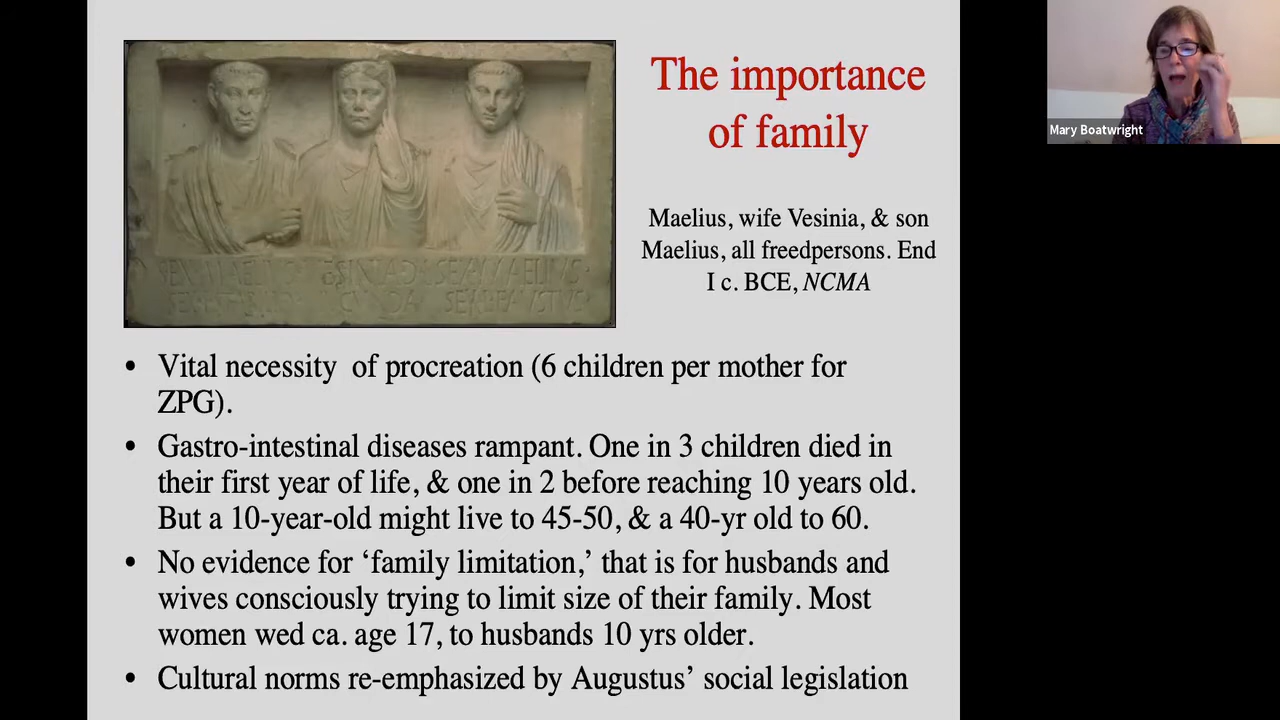 The importance
of family
Mary Boatwright
Maelius, wife Vesinia, & son
Maelius, all freedpersons. End
I c. BCE, NCMA
• Vital necessity of procreation (6 children per mother for
ZPG).
• Gastro-intestinal diseases rampant. One in 3 children died in
their first year of life, & one in 2 before reaching 10 years old.
But a 10-year-old might live to 45-50, & a 40-yr old to 60.
• No evidence for ‘family limitation,’ that is for husbands and
wives consciously trying to limit size of their family. Most
women wed ca. age 17, to husbands 10 yrs older.
• Cultural norms re-emphasized by Augustus’ social legislation